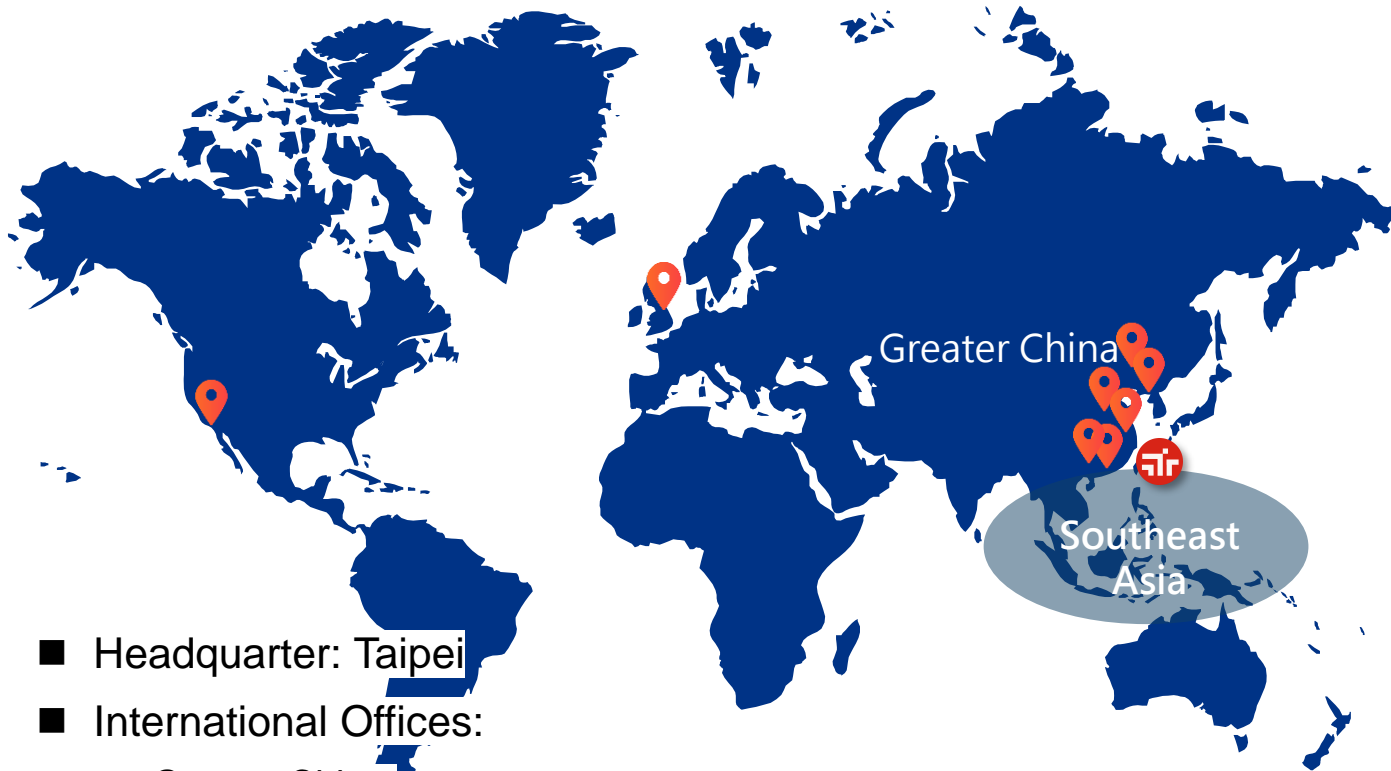 Greater China
Southeast
Asia
■ Headquarter: Taipei
■ International Offices: